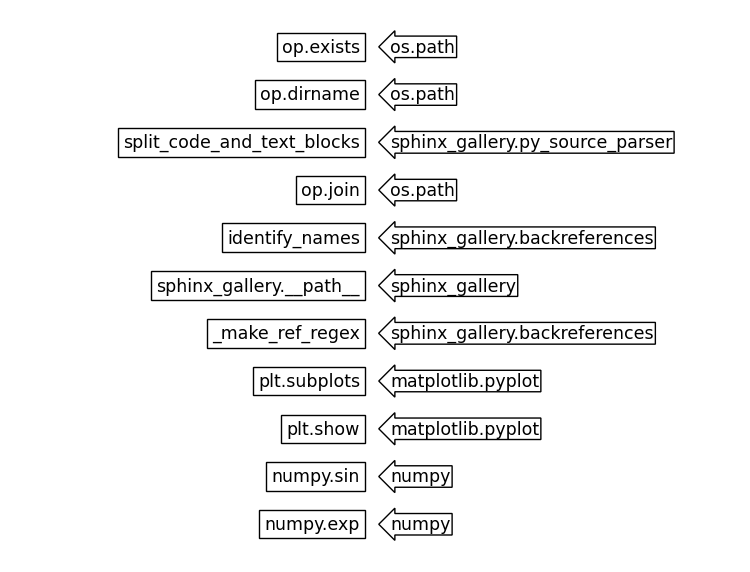 op.exists os.path
op.dirname os.path
split_code_and_text_blocks sphinx_gallery.py_source_parser
op.join os.path
identify_names sphinx_gallery.backreferences
sphinx_gallery.__path__ sphinx_gallery
_make_ref_regex sphinx_gallery.backreferences
plt.subplots matplotlib.pyplot
plt.show matplotlib.pyplot
numpy.sin numpy
numpy.exp numpy